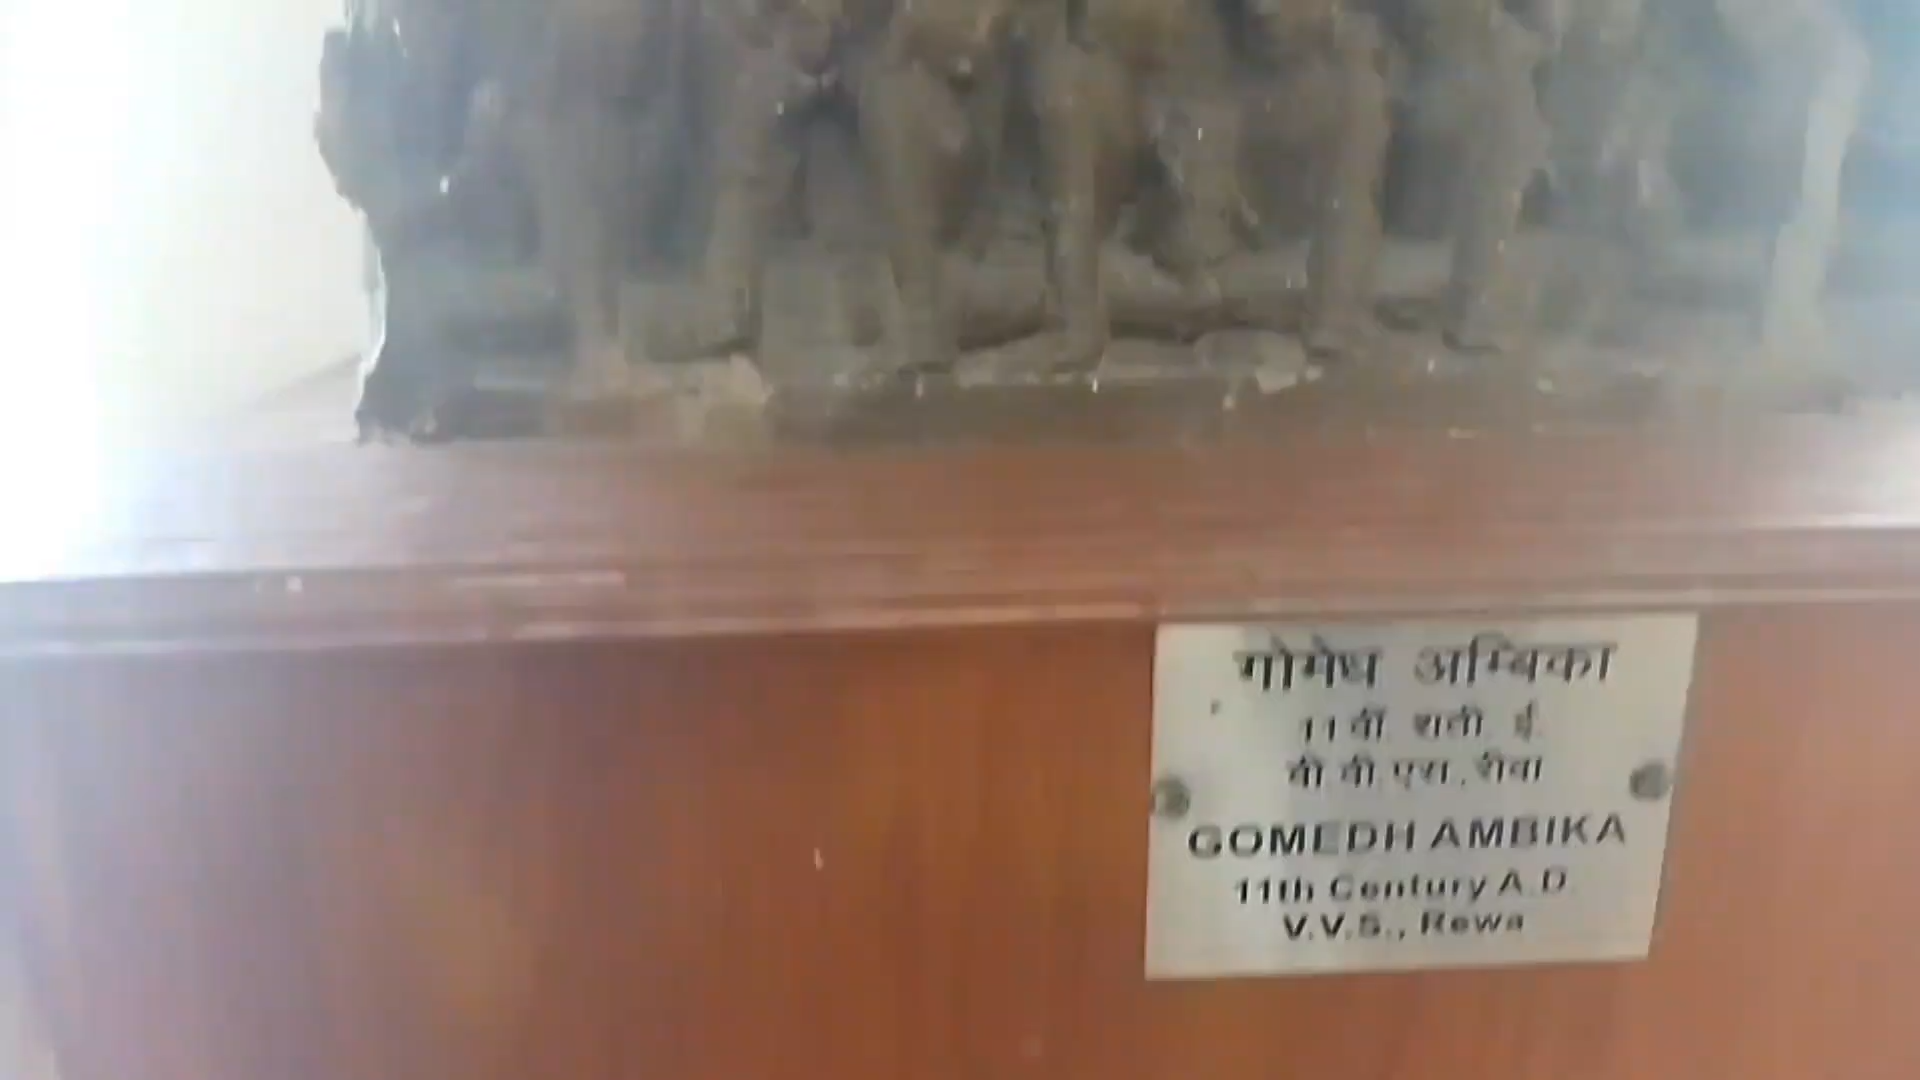 गोमेध अम्बिका
11 वीं. शती. ई.
वी.वी.एस., रीवा
GOMEDH AMBIKA
11th Century A.D.
V.V.S., Rewa